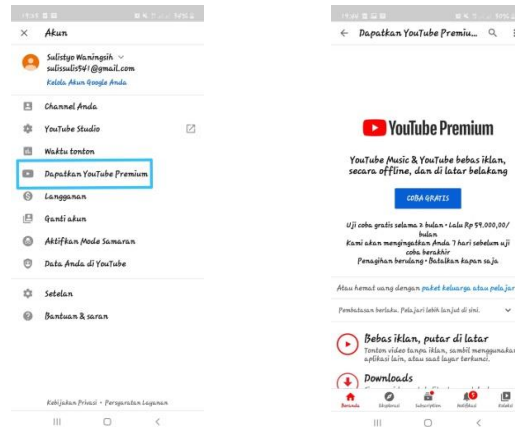 Akun
Sulistyo Waningsih
sulissulis541@gmail.com
Kelola Akun Google Anda
Channel Anda
YouTube Studio
Waktu tonton
Dapatkan YouTube Premium
Langganan
Ganti akun
Aktifkan Mode Samaran
Data Anda di YouTube
Setelan
Bantuan & saran
Kebijakan Privasi • Persyaratan Layanan
Dapatkan YouTube Premiu...
YouTube Premium
YouTube Music & YouTube bebas iklan,
secara offline, dan di latar belakang
COBA GRATIS
Uji coba gratis selama 2 bulan • Lalu Rp 59.000,00/
bulan
Kami akan mengingatkan Anda 7 hari sebelum uji
coba berakhir
Penagihan berulang • Batalkan kapan saja
Atau hemat uang dengan paket keluarga atau pelajar
Pembatasan berlaku. Pelajari lebih lanjut di sini.
Bebas iklan, putar di latar
Tonton video tanpa iklan, sambil menggunakan
aplikasi lain, atau saat layar terkunci.
Downloads
Beranda Eksplorasi Subscription Notifikasi Koleksi